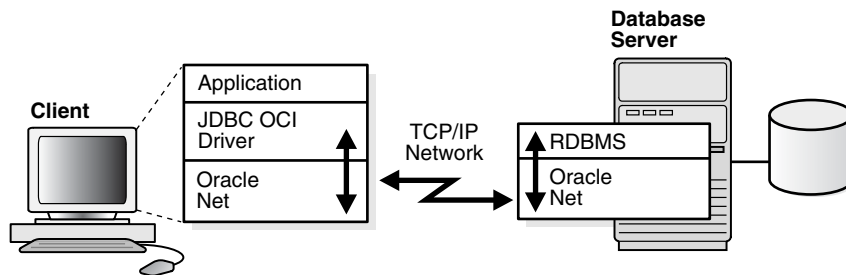 Database
Server
Client
Application
JDBC OCI
Driver
Oracle
Net
TCP/IP
Network
RDBMS
Oracle
Net